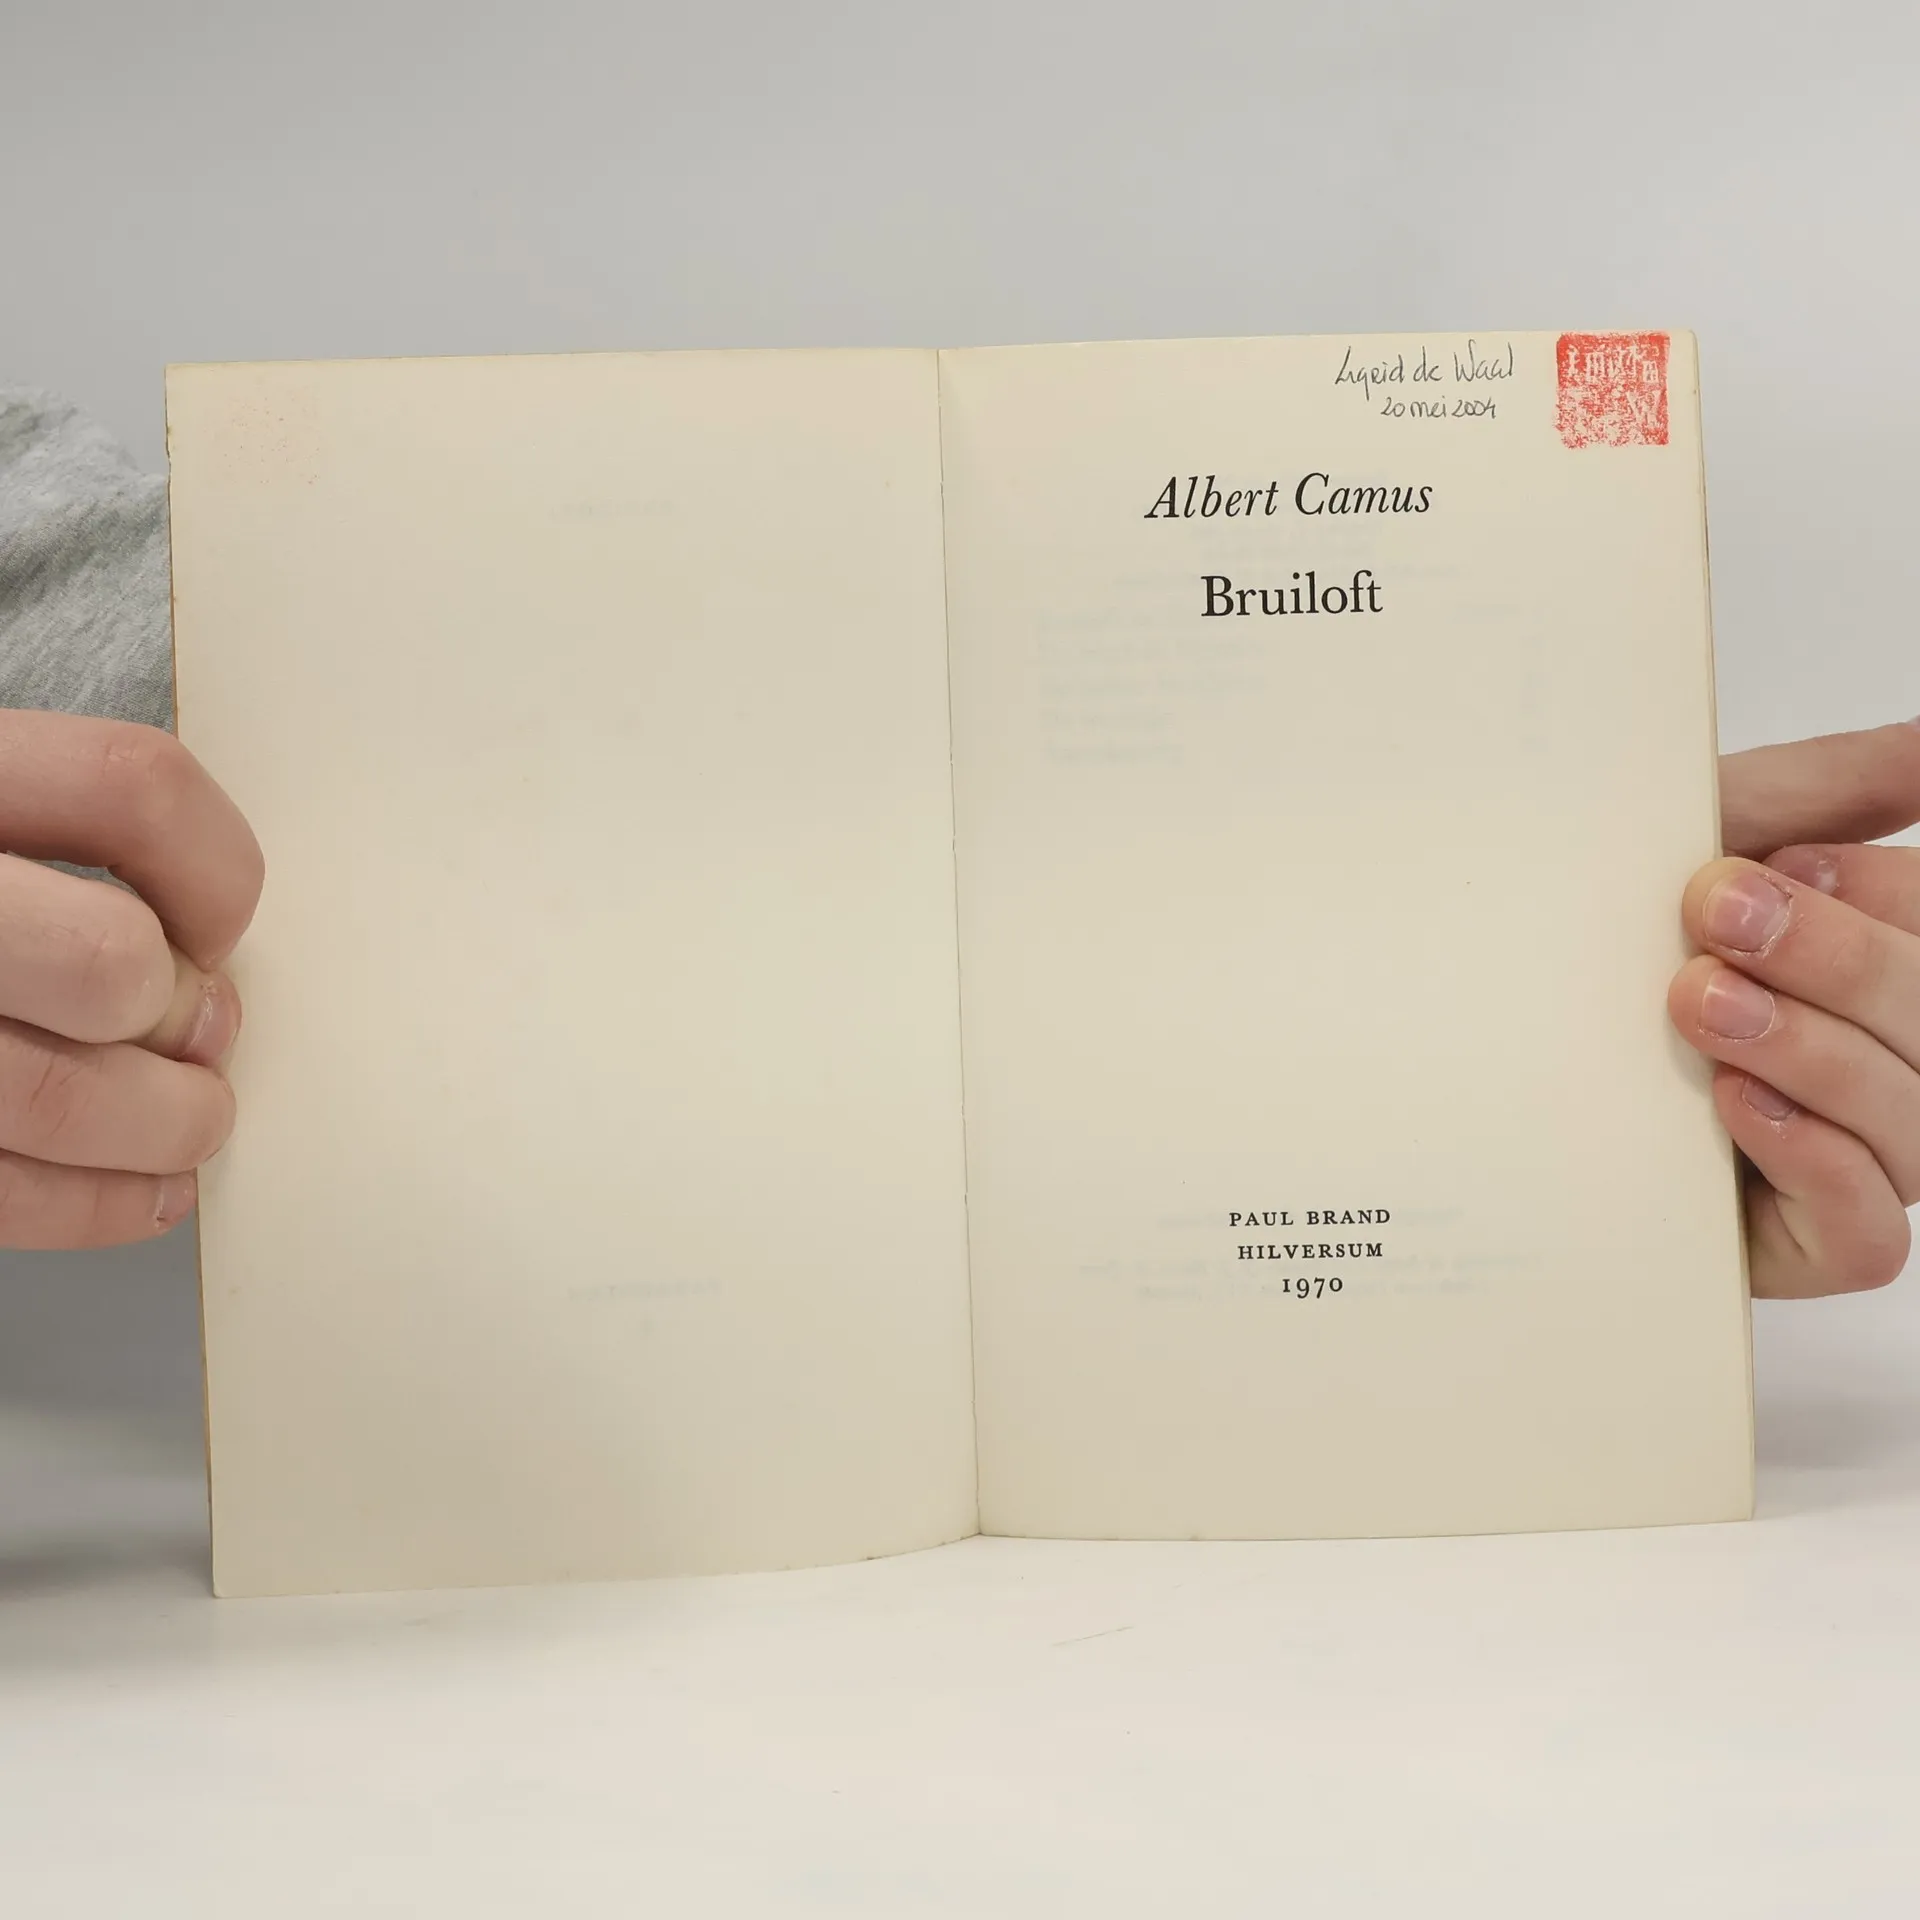 Ingrid de Waal
20 mei 2004
Albert Camus
Bruiloft
PAUL BRAND
HILVERSUM
1970